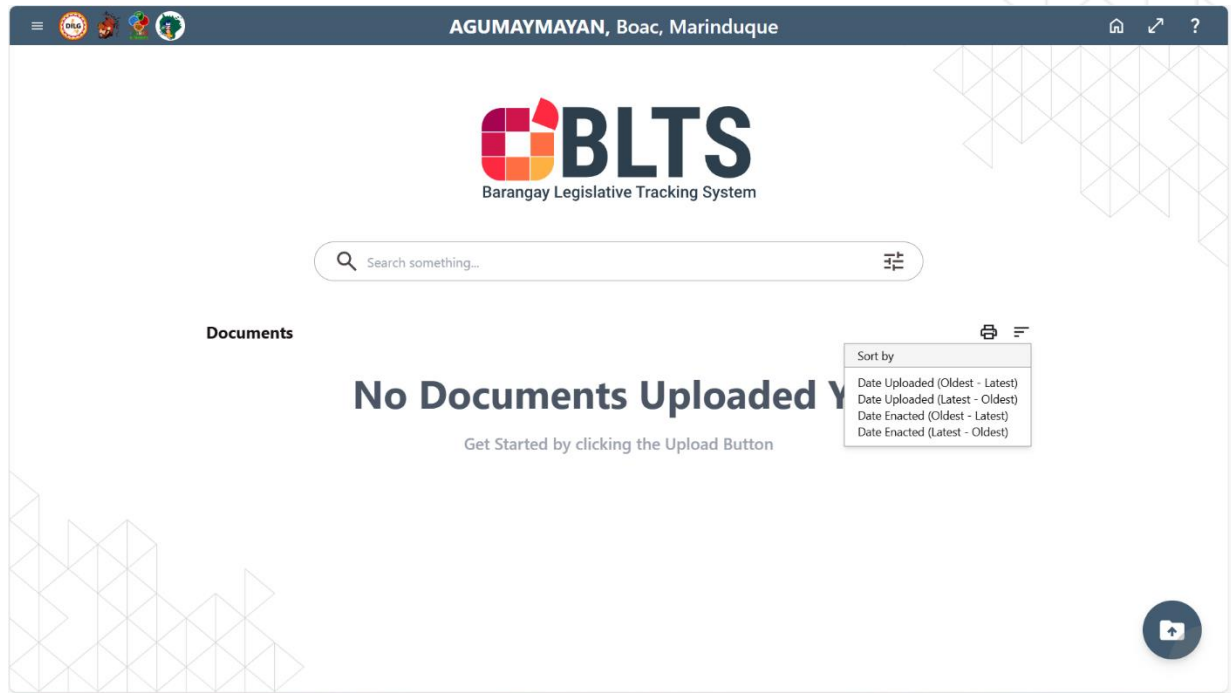 AGUMAYMAYAN, Boac, Marinduque
?
BLTS
Barangay Legislative Tracking System
Search something...
Documents
Sort by
Date Uploaded (Oldest - Latest)
Date Uploaded (Latest - Oldest)
Date Enacted (Oldest - Latest)
Date Enacted (Latest - Oldest)
No Documents Uploaded
Get Started by clicking the Upload Button